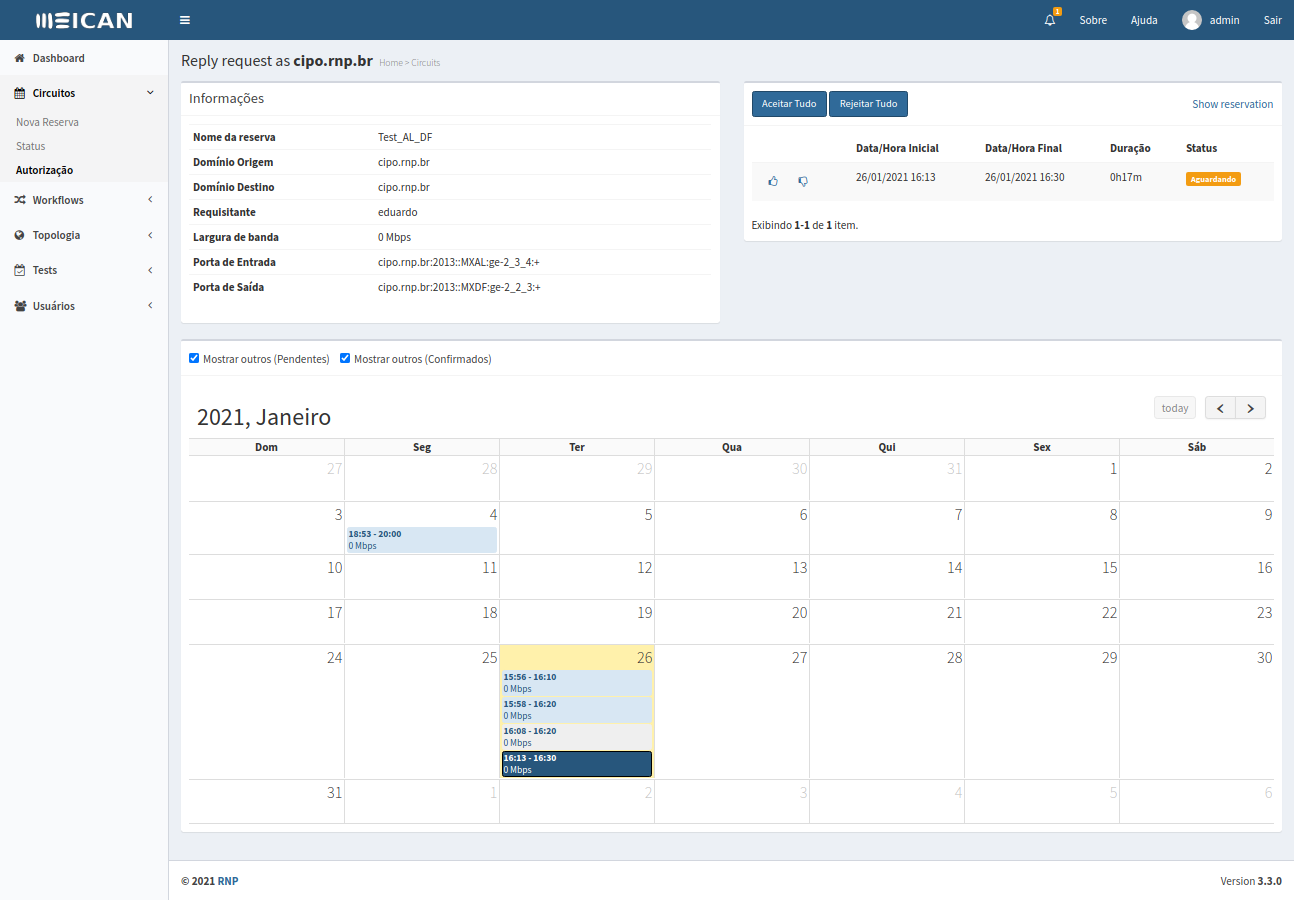 MEICAN
1
Sobre Ajuda admin Sair
Dashboard
Circuitos
Nova Reserva
Status
Autorização
Workflows
Topologia
Tests
Usuários
Reply request as cipo.rnp.br Home > Circuits
Informações
Nome da reserva Test_AL_DF
Domínio Origem cipo.rnp.br
Domínio Destino cipo.rnp.br
Requisitante eduardo
Largura de banda 0 Mbps
Porta de Entrada cipo.rnp.br:2013::MXAL:ge-2_3_4:+
Porta de Saída cipo.rnp.br:2013::MXDF:ge-2_2_3:+
Aceitar Tudo Rejeitar Tudo Show reservation
Data/Hora Inicial Data/Hora Final Duração Status
26/01/2021 16:13 26/01/2021 16:30 0h17m Aguardando
Exibindo 1-1 de 1 item.
Mostrar outros (Pendentes) Mostrar outros (Confirmados)
2021, Janeiro today
Dom Seg Ter Qua Qui Sex Sáb
27 28 29 30 31 1 2
3 4 5 6 7 8 9
18:53 - 20:00
0 Mbps
10 11 12 13 14 15 16
17 18 19 20 21 22 23
24 25 26 27 28 29 30
15:56 - 16:10
0 Mbps
15:58 - 16:20
0 Mbps
16:08 - 16:20
0 Mbps
16:13 - 16:30
0 Mbps
31 1 2 3 4 5 6
© 2021 RNP Version 3.3.0